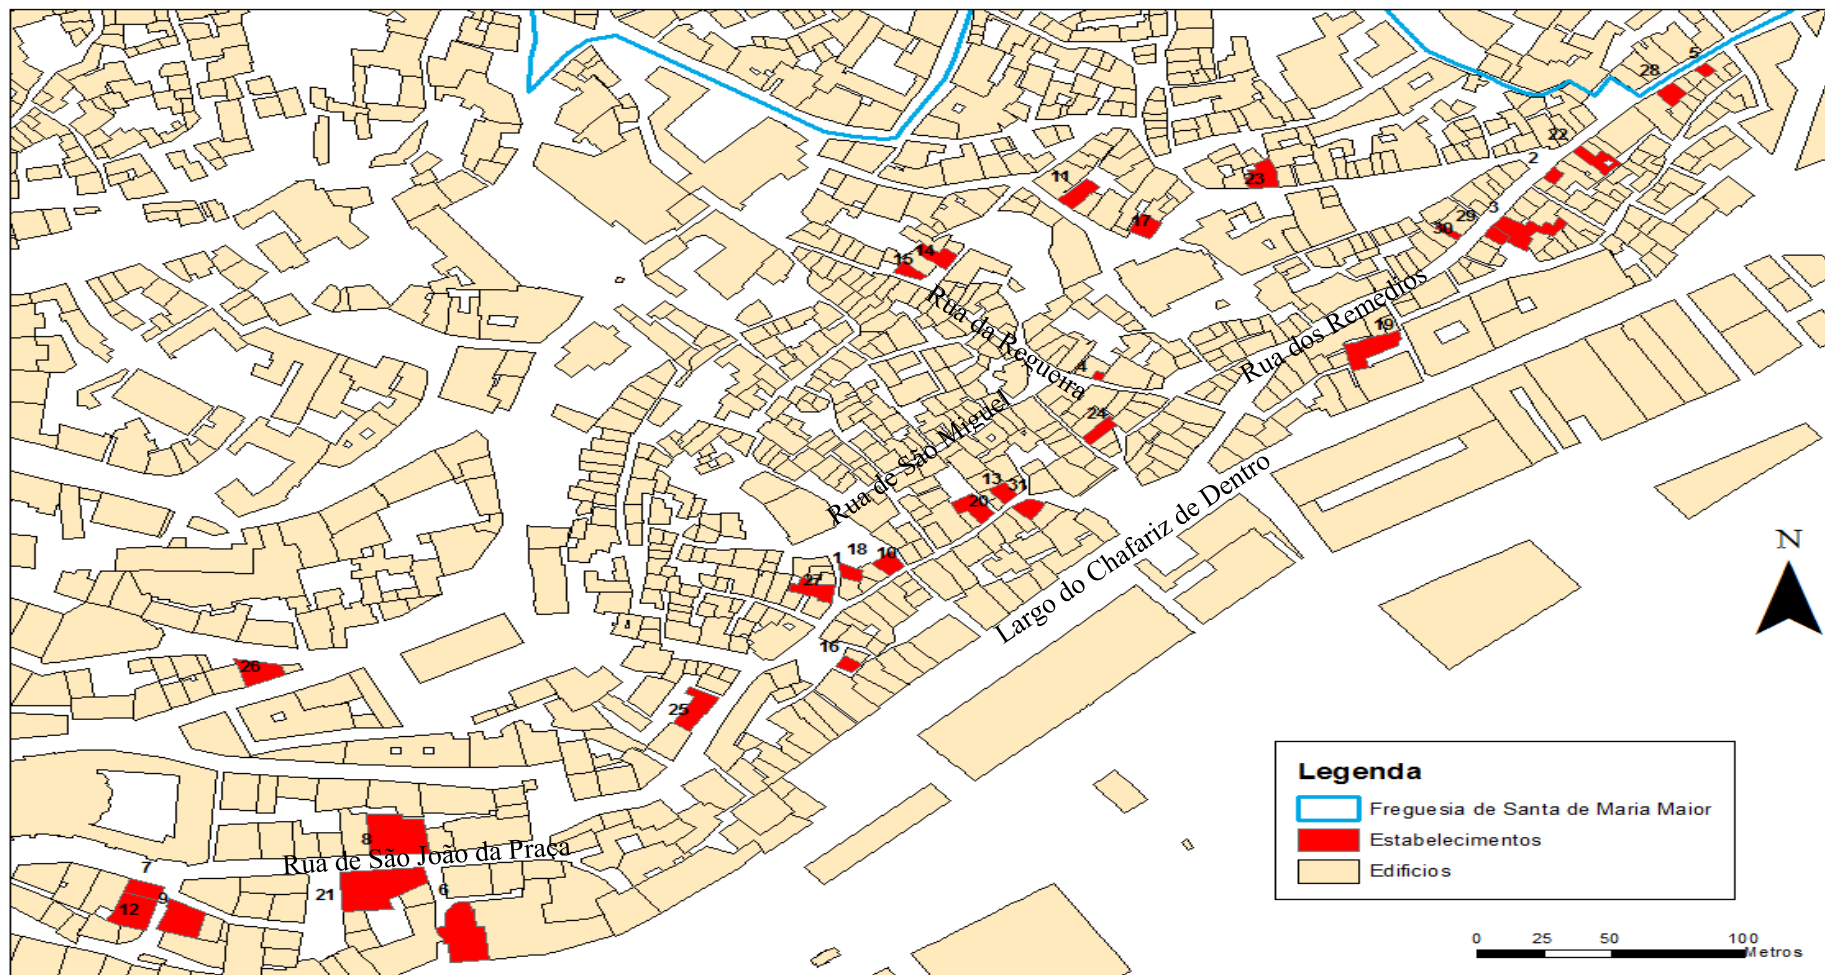 5
28
22
2
11
23
17
29
3
30
14
15
Rua da Regueira
Rua dos Remédios
19
4
24
Rua de São Miguel
13
31
20
Largo do Chafariz de Dentro
1
18
10
27
16
26
25
N
Legenda
Freguesia de Santa de Maria Maior
Estabelecimentos
Edificios
8
Rua de São João da Praça
7
21
6
9
12
0 25 50 100
Metros